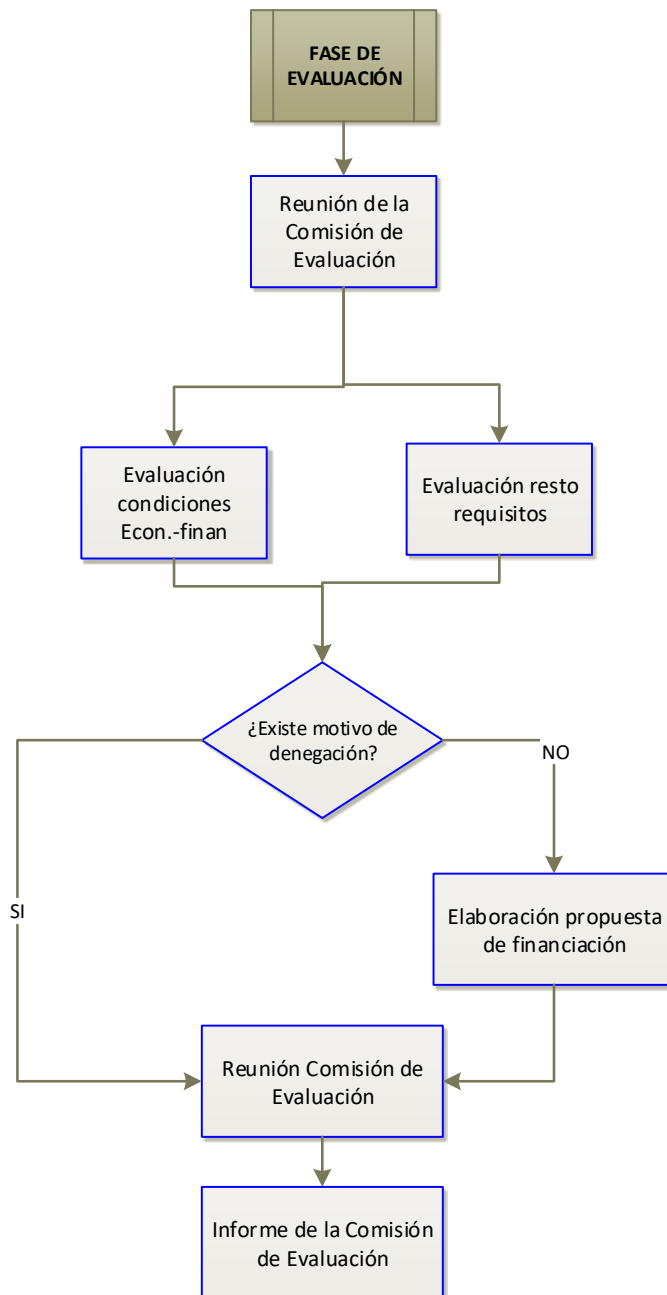 FASE DE
EVALUACIÓN
Reunión de la
Comisión de
Evaluación
Evaluación
condiciones
Econ.-finan
Evaluación resto
requisitos
¿Existe motivo de
denegación?
NO
SI
Elaboración propuesta
de financiación
Reunión Comisión de
Evaluación
Informe de la Comisión
de Evaluación